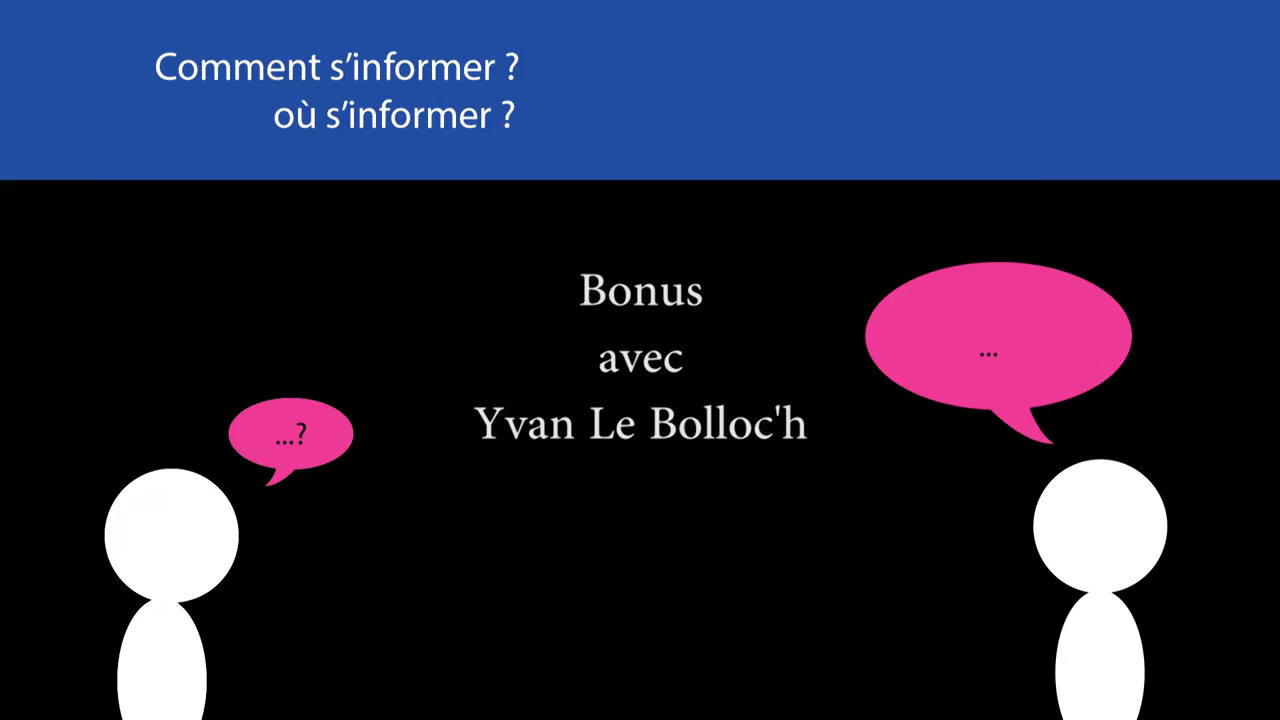 Comment s’informer ?
où s’informer ?
Bonus
avec
Yvan Le Bolloc'h
...
...?